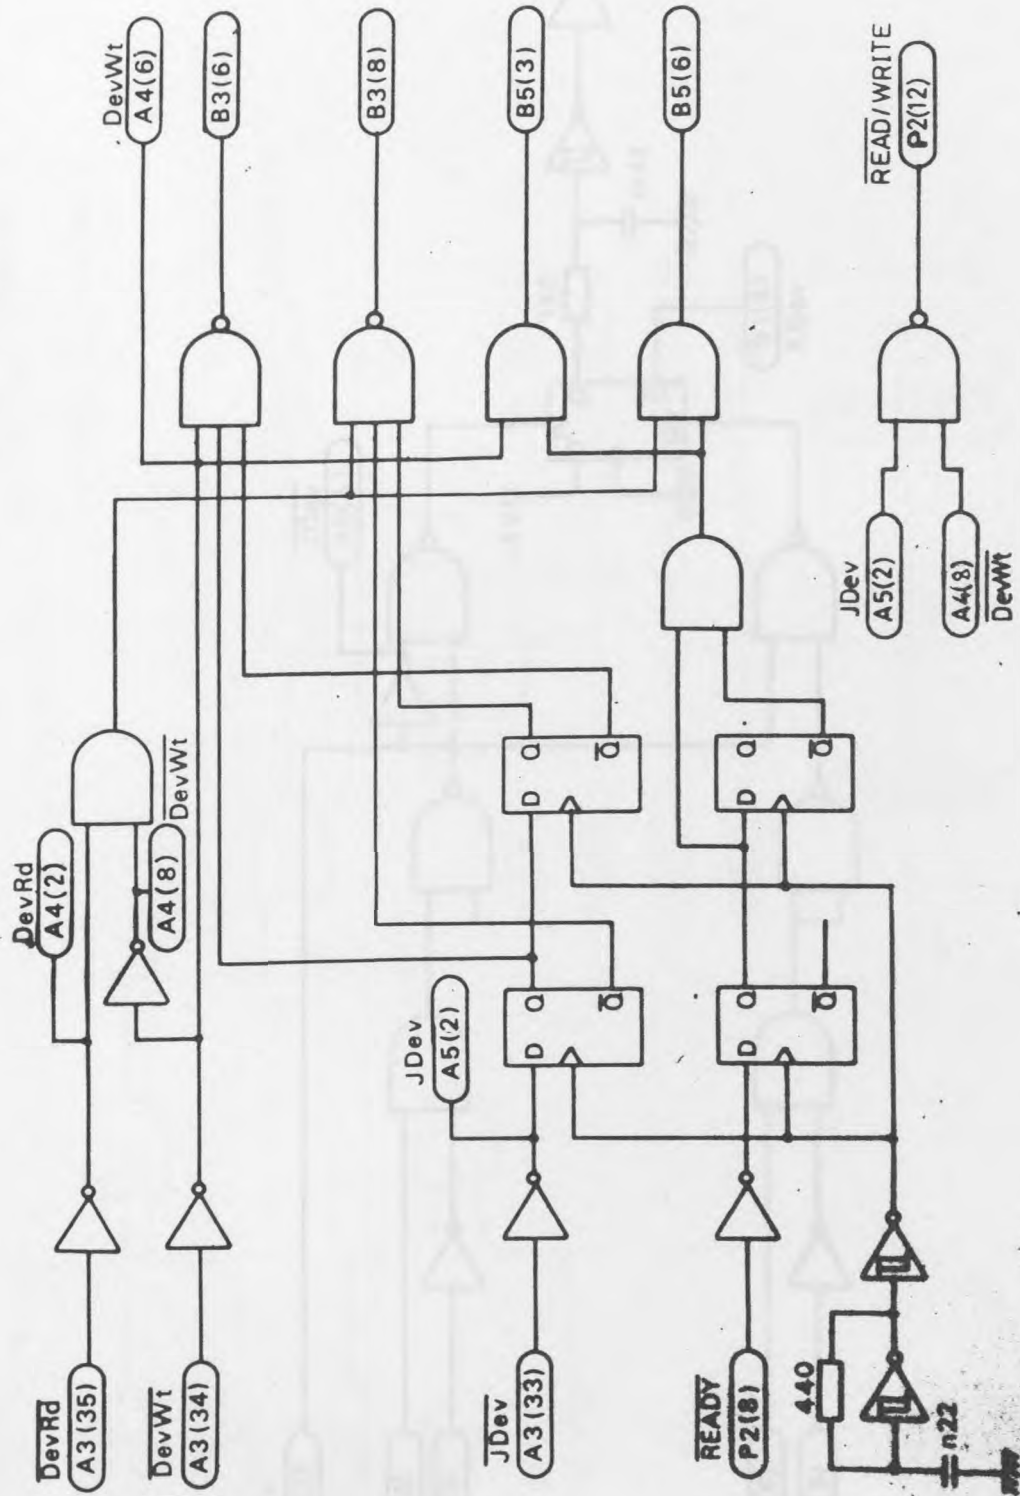 DevRd
A3(35)
DevRd
A4(2)
DevWt
A4(6)
DevWt
A3(34)
A4(8)
DevWt
B3(6)
B3(8)
JDev
A3(33)
JDev
A5(2)
D Q
Q
D Q
Q
B5(3)
READY
P2(8)
D Q
Q
D Q
Q
B5(6)
440
n22
JDev
A5(2)
A4(8)
DevWt
READ/WRITE
P2(12)